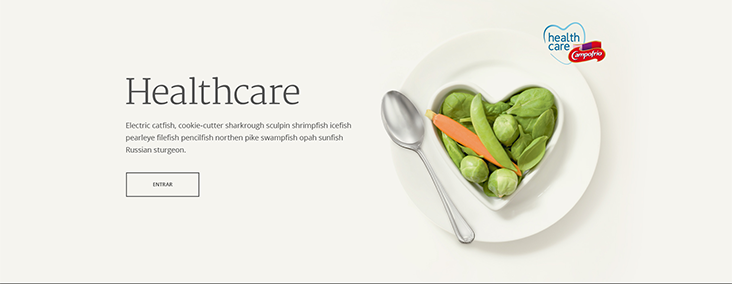 health
care
Campofrio
Healthcare
Electric catfish, cookie-cutter sharkrough sculpin shrimpfish icefish
pearleye filefish pencilfish northen pike swampfish opah sunfish
Russian sturgeon.
ENTRAR